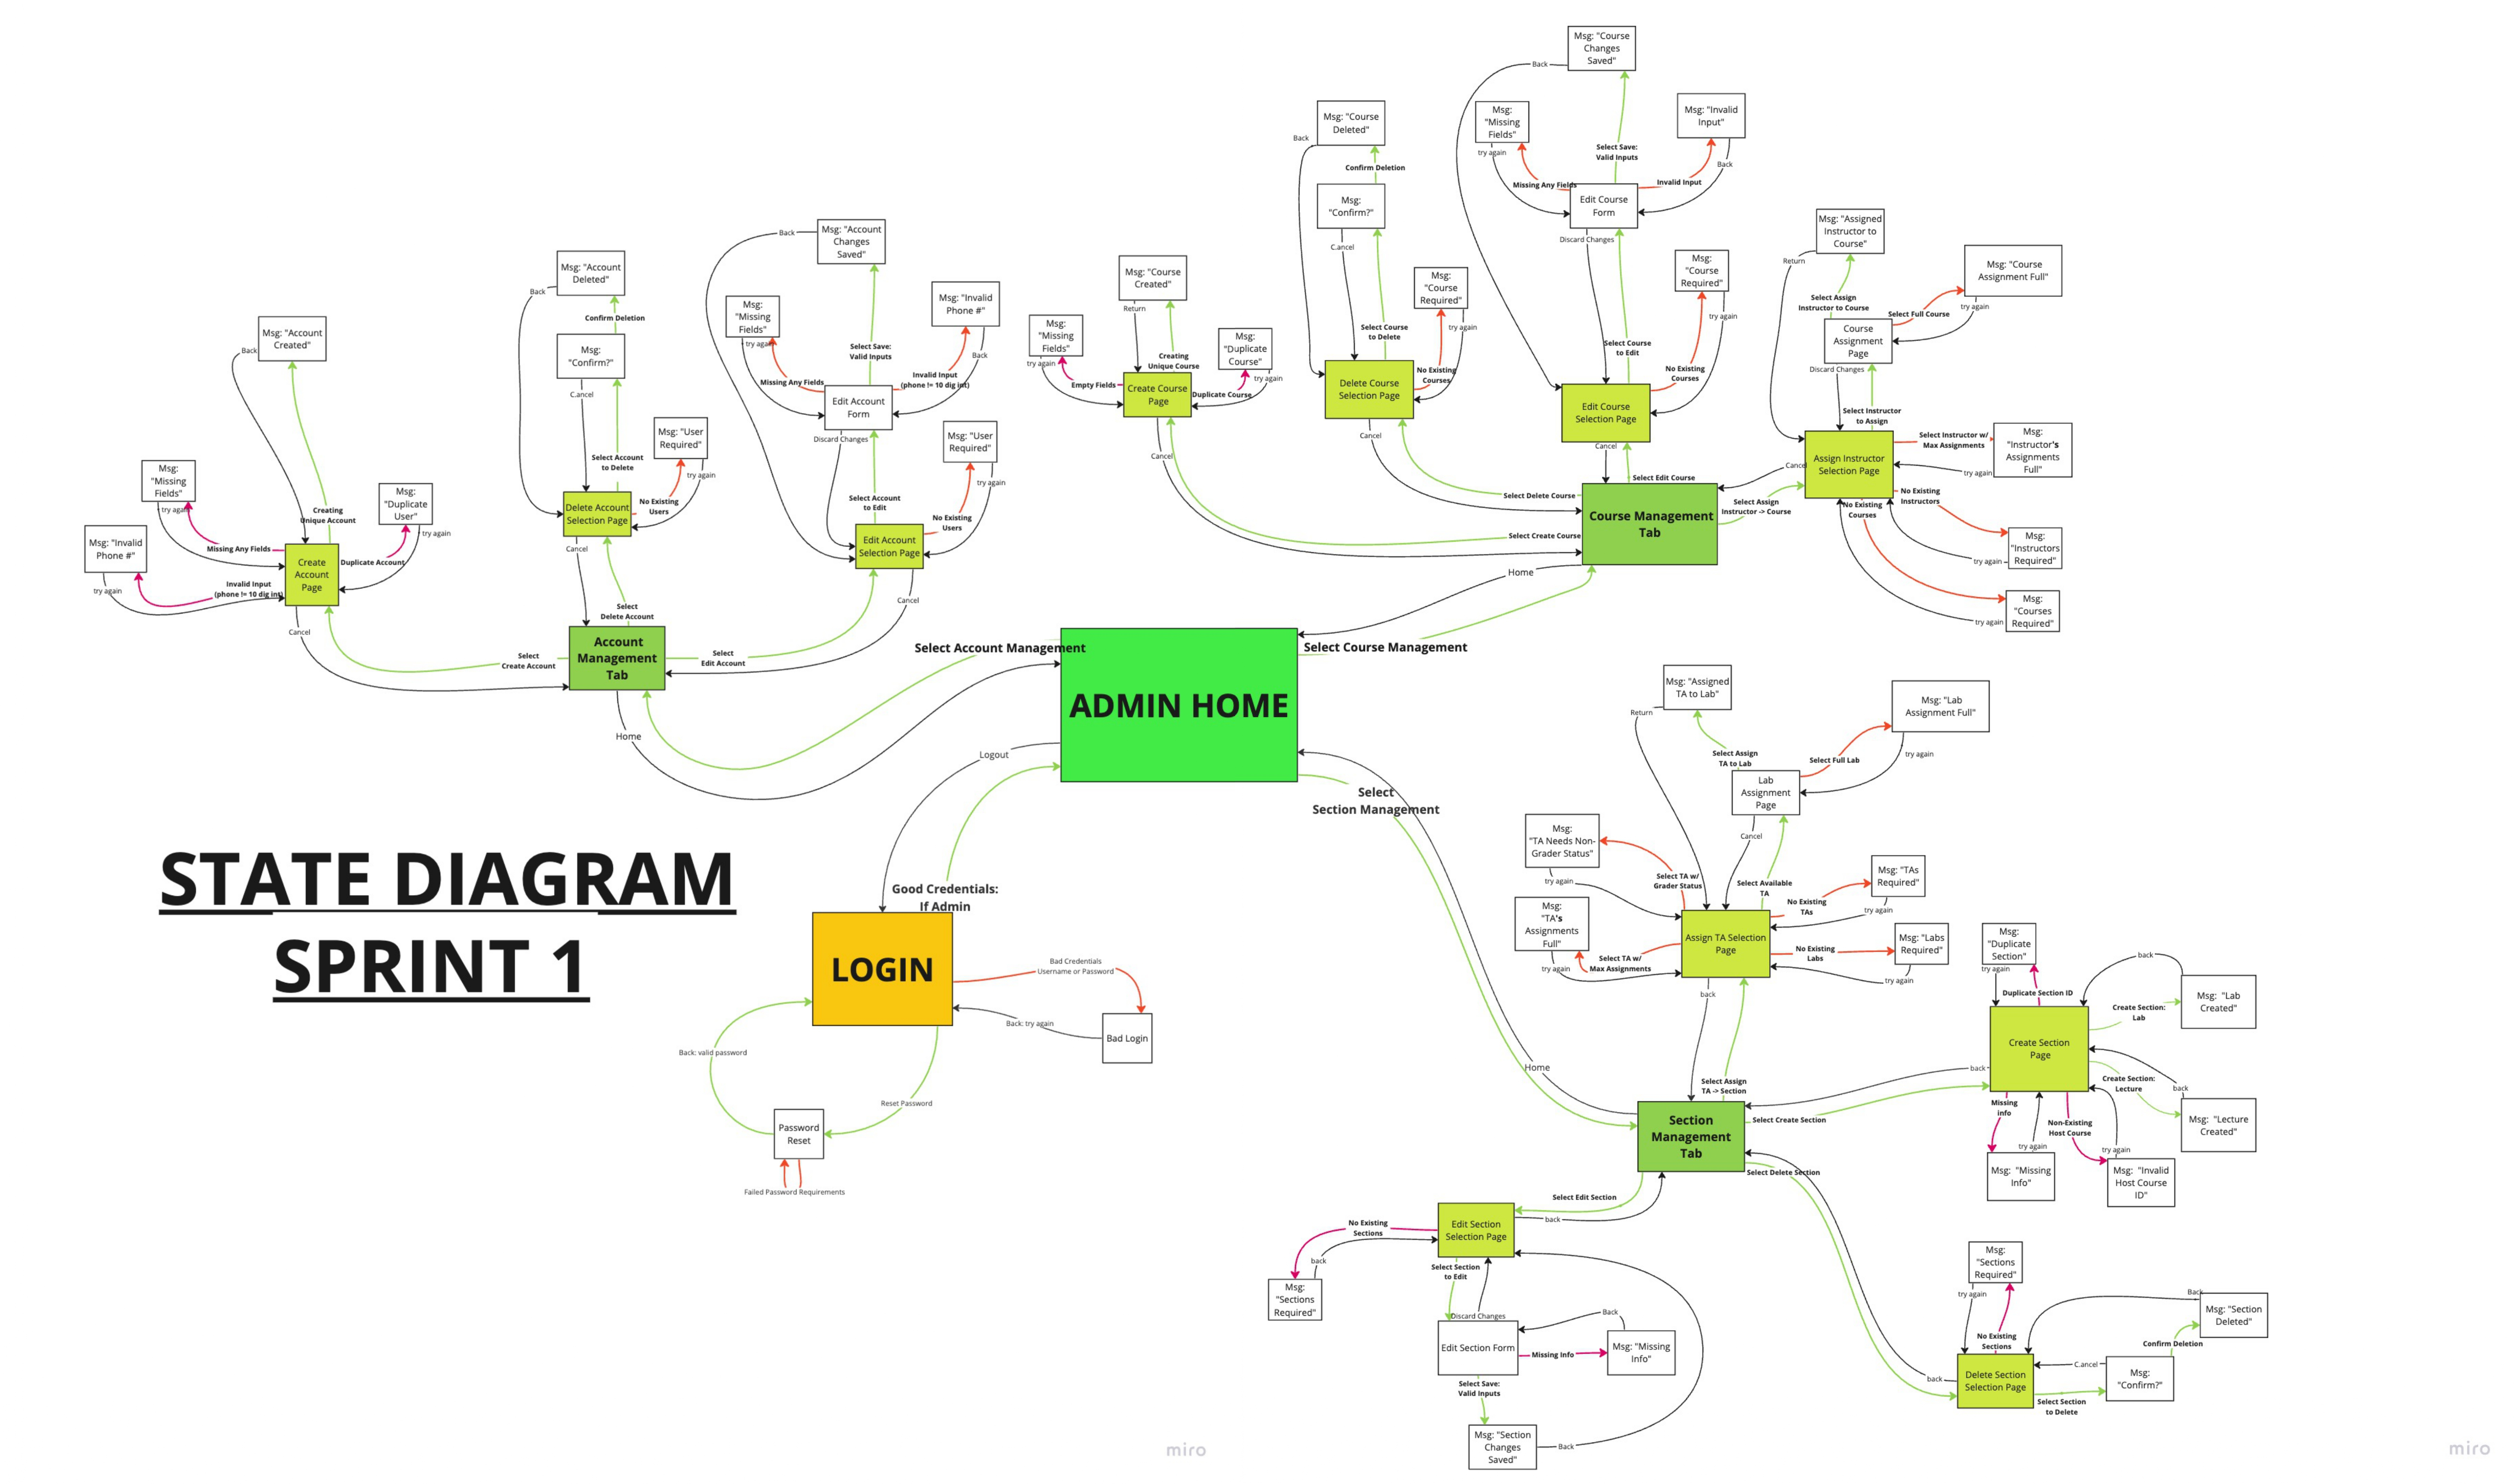 Msg: "Course
Changes
Saved"
Back
Msg:
"Missing
Fields"
try again
Msg: "Invalid
Input"
Back
Select Save:
Valid Inputs
Missing Any Fields
Invalid Input
Edit Course
Form
Discard Changes
Msg: "Course
Deleted"
Back
Confirm Deletion
Msg:
"Confirm?"
C.ancel
Msg:
"Course
Required"
try again
Select Course
to Delete
No Existing
Courses
Delete Course
Selection Page
Cancel
Msg:
"Course
Required"
try again
Select Course
to Edit
No Existing
Courses
Edit Course
Selection Page
Cancel
Select Edit Course
Msg: "Assigned
Instructor to
Course"
Return
Msg: "Course
Assignment Full"
try again
Select Assign
Instructor to Course
Select Full Course
Course
Assignment
Page
Discard Changes
Select Instructor
to Assign
Assign Instructor
Selection Page
Select Instructor w/
Max Assignments
Msg:
"Instructor's
Assignments
Full"
try again
Cancel
No Existing
Instructors
No Existing
Courses
Msg:
"Instructors
Required"
try again
Msg:
"Courses
Required"
try again
Select Assign
Instructor -> Course
Course Management
Tab
Select Delete Course
Select Create Course
Home
Msg: "Course
Created"
Return
Msg:
"Missing
Fields"
try again
Creating
Unique Course
Msg:
"Duplicate
Course"
try again
Empty Fields
Duplicate Course
Create Course
Page
Cancel
Msg: "Account
Changes
Saved"
Back
Msg:
"Missing
Fields"
try again
Msg: "Invalid
Phone #"
Back
Select Save:
Valid Inputs
Missing Any Fields
Invalid Input
(phone != 10 dig int)
Edit Account
Form
Discard Changes
Msg: "User
Required"
try again
Select Account
to Edit
No Existing
Users
Edit Account
Selection Page
Cancel
Msg: "Account
Deleted"
Back
Confirm Deletion
Msg:
"Confirm?"
C.ancel
Msg: "User
Required"
try again
Select Account
to Delete
No Existing
Users
Delete Account
Selection Page
Cancel
Select
Delete Account
Msg: "Account
Created"
Back
Msg:
"Missing
Fields"
try again
Msg:
"Duplicate
User"
try again
Creating
Unique Account
Msg: "Invalid
Phone #"
try again
Missing Any Fields
Duplicate Account
Invalid Input
(phone != 10 dig int)
Create
Account
Page
Cancel
Select
Create Account
Account
Management
Tab
Select
Edit Account
Home
Select Account Management
Select Course Management
ADMIN HOME
Logout
Select
Section Management
STATE DIAGRAM
SPRINT 1
Good Credentials:
If Admin
LOGIN
Bad Credentials
Username or Password
Back: try again
Bad Login
Back: valid password
Reset Password
Password
Reset
Failed Password Requirements
Msg: "Assigned
TA to Lab"
Return
Msg: "Lab
Assignment Full"
try again
Select Assign
TA to Lab
Select Full Lab
Lab
Assignment
Page
Cancel
Msg:
"TA Needs Non-
Grader Status"
try again
Select TA w/
Grader Status
Select Available
TA
Msg: "TAs
Required"
No Existing
TAs
try again
Msg:
"TA's
Assignments
Full"
try again
Select TA w/
Max Assignments
Assign TA Selection
Page
No Existing
Labs
Msg: "Labs
Required"
try again
back
Select Assign
TA -> Section
Home
Section
Management
Tab
Select Create Section
Select Delete Section
Select Edit Section
back
Msg:
"Duplicate
Section"
try again
Duplicate Section ID
back
Msg: "Lab
Created"
Create Section:
Lab
Create Section
Page
back
Create Section:
Lecture
back
Msg: "Lecture
Created"
Missing
info
Non-Existing
Host Course
try again
try again
Msg: "Missing
Info"
Msg: "Invalid
Host Course
ID"
No Existing
Sections
back
Msg:
"Sections
Required"
Edit Section
Selection Page
Select Section
to Edit
Discard Changes
Edit Section Form
Back
Missing Info
Msg: "Missing
Info"
Select Save:
Valid Inputs
Msg: "Section
Changes
Saved"
Back
Msg:
"Sections
Required"
try again
No Existing
Sections
Back
Msg: "Section
Deleted"
Confirm Deletion
C.ancel
Msg:
"Confirm?"
back
Delete Section
Selection Page
Select Section
to Delete
miro
miro